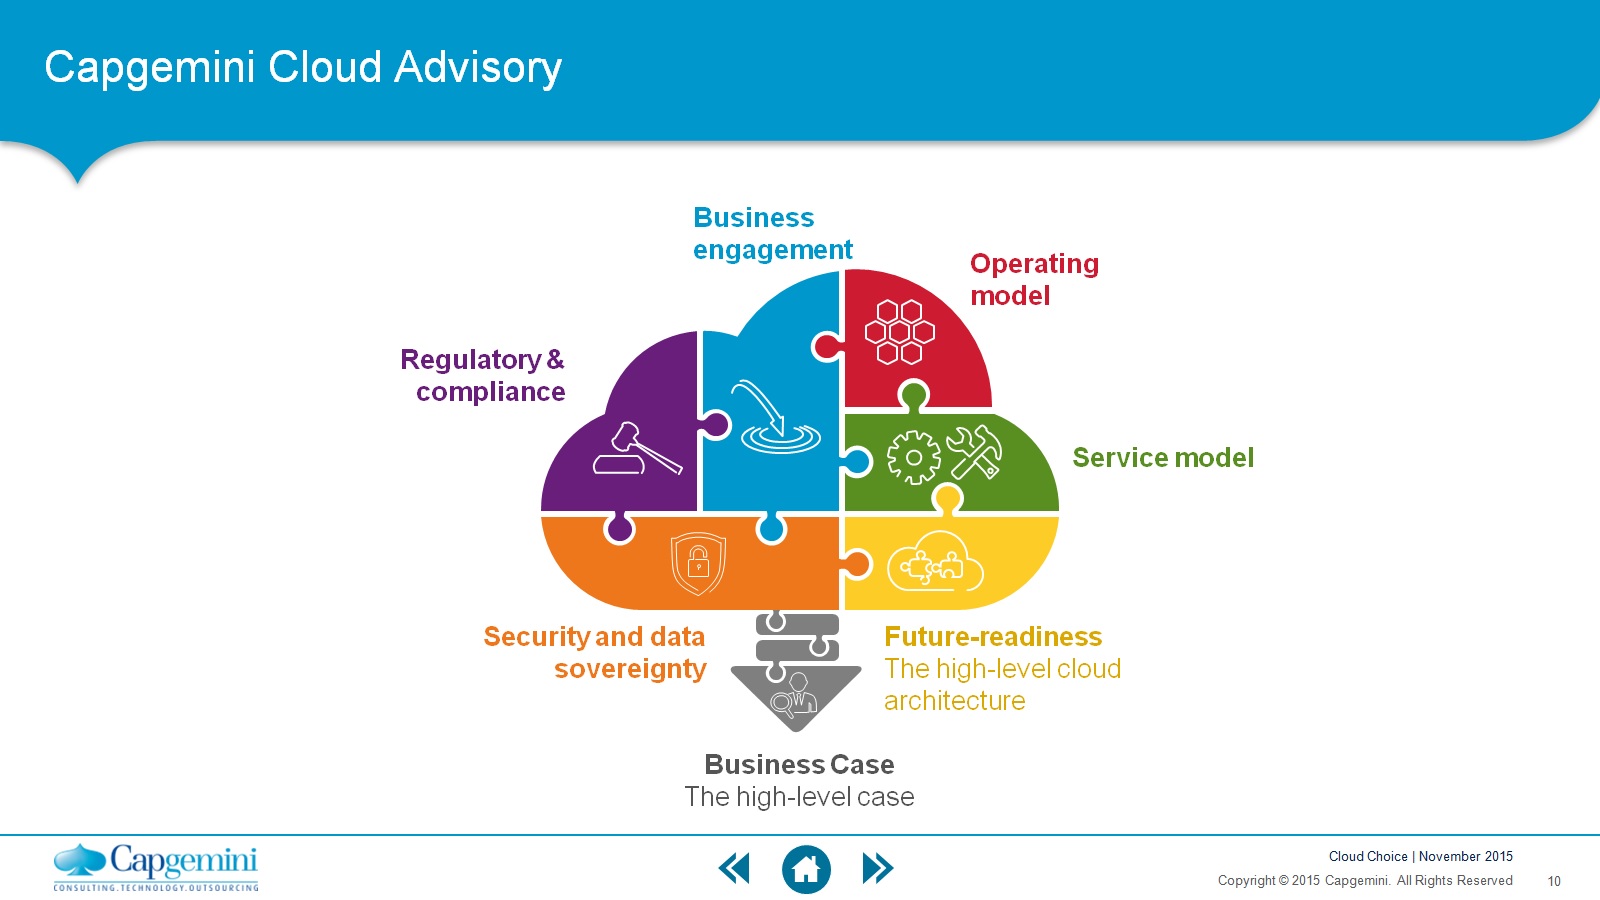 Capgemini Cloud Advisory
Business
engagement
Operating
model
Regulatory &
compliance
Service model
Security and data
sovereignty
Future-readiness
The high-level cloud
architecture
Business Case
The high-level case
Capgemini
CONSULTING.TECHNOLOGY.OUTSOURCING
Cloud Choice | November 2015
Copyright © 2015 Capgemini. All Rights Reserved
10